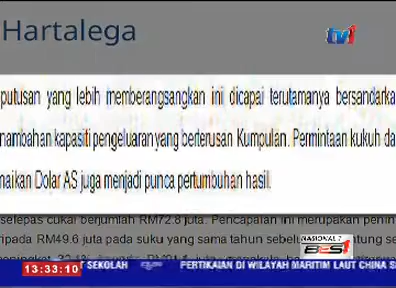 Hartalega
tv1
putusan yang lebih memberangsangkan ini dicapai terutamanya bersandarka
nambahan kapasiti pengeluaran yang berterusan Kumpulan. Permintaan kukuh da
naikan Dolar AS juga menjadi punca pertumbuhan hasil.
selepas cukai berjumlah RM72.8 juta. Pencapaian ini merupakan penin
ripada RM49.6 juta pada suku yang sama tahun sebelu
NASIONAL
13:33:10
T SEKOLAH
PERTIKAIAN DI WILAYAH MARITIM LAUT CHINA S